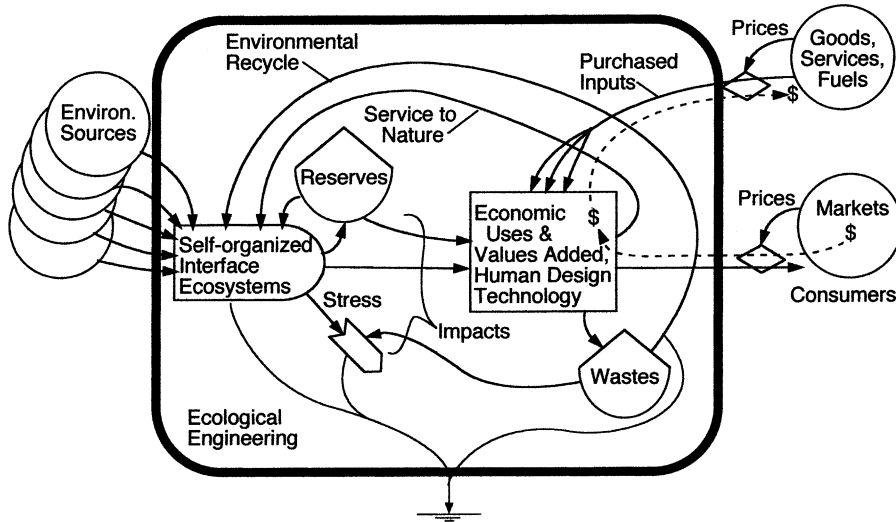 Environmental
Recycle
Purchased
Inputs
Prices
Goods,
Services,
Fuels
$
Environ.
Sources
Service to
Nature
Reserves
Economic
Uses &
Values Added,
Human Design
Technology
$
Prices
Markets
$
Consumers
Self-organized
Interface
Ecosystems
Stress
Impacts
Wastes
Ecological
Engineering